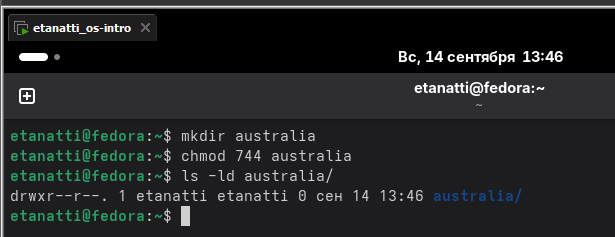 etanatti_os-intro
Вс, 14 сентября 13:46
etanatti@fedora:~
~
etanatti@fedora:~$ mkdir australia
etanatti@fedora:~$ chmod 744 australia
etanatti@fedora:~$ ls -ld australia/
drwxr--r--. 1 etanatti etanatti 0 сен 14 13:46 australia/
etanatti@fedora:~$